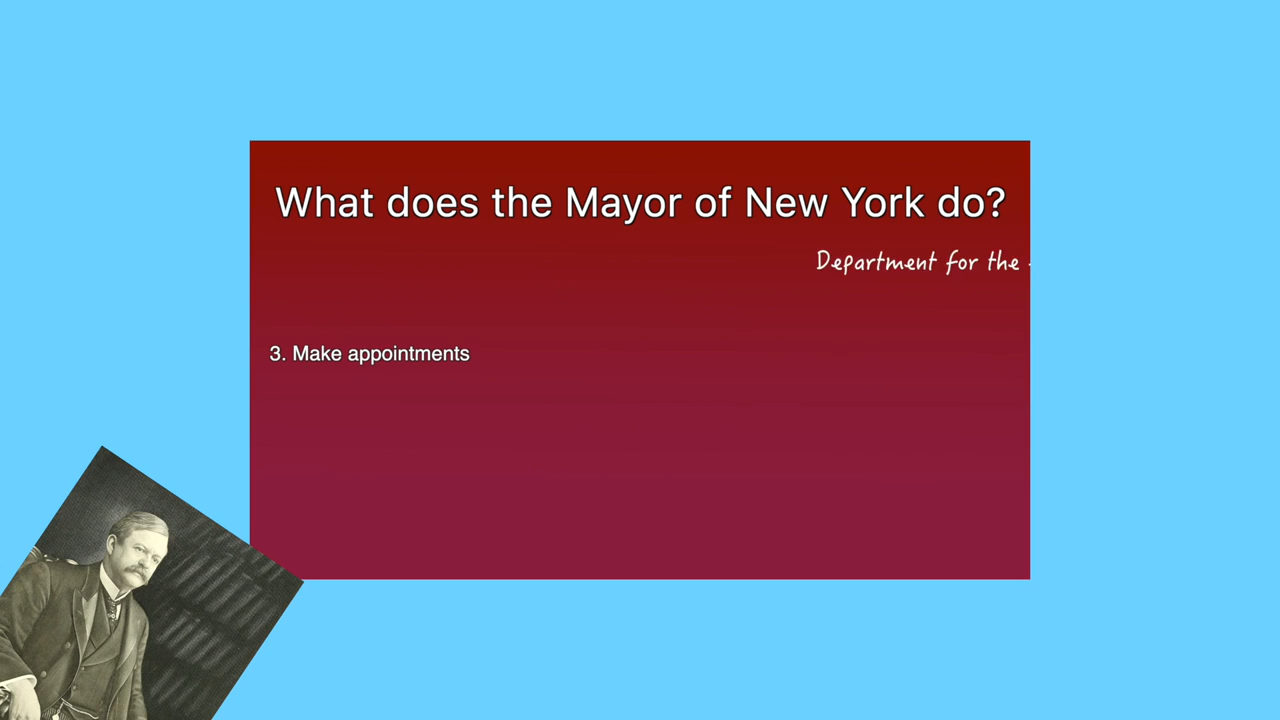 What does the Mayor of New York do?
Department for the
3. Make appointments